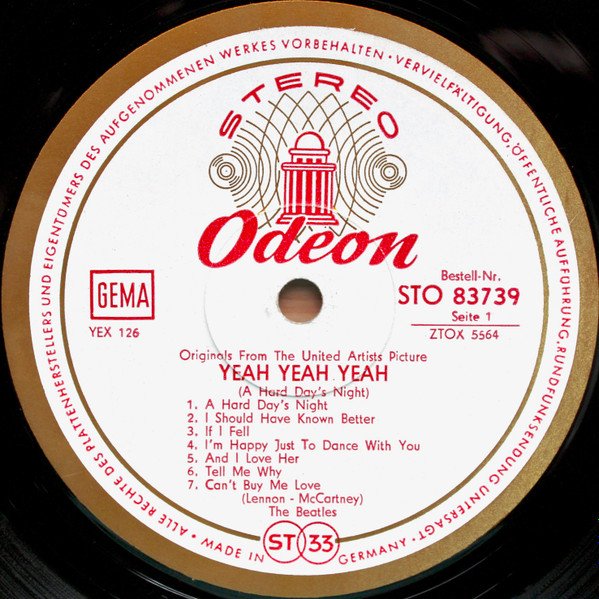 ALLE RECHTE DES PLATTENHERSTELLERS UND EIGENTÜMERS DES AUFGENOMMENEN WERKES VORBEHALTEN · VERVIELFÄLTIGUNG, ÖFFENTLICHE AUFFÜHRUNG, RUNDFUNKSENDUNG UNTERSAGT ·
STEREO
Odeon
GEMA
YEX 126
Bestell-Nr.
STO 83739
Seite 1
ZTOX 5564
Originals From The United Artists Picture
YEAH YEAH YEAH
(A Hard Day's Night)
1. A Hard Day's Night
2. I Should Have Known Better
3. If I Fell
4. I'm Happy Just To Dance With You
5. And I Love Her
6. Tell Me Why
7. Can't Buy Me Love
(Lennon - McCartney)
The Beatles
MADE IN GERMANY
ST 33